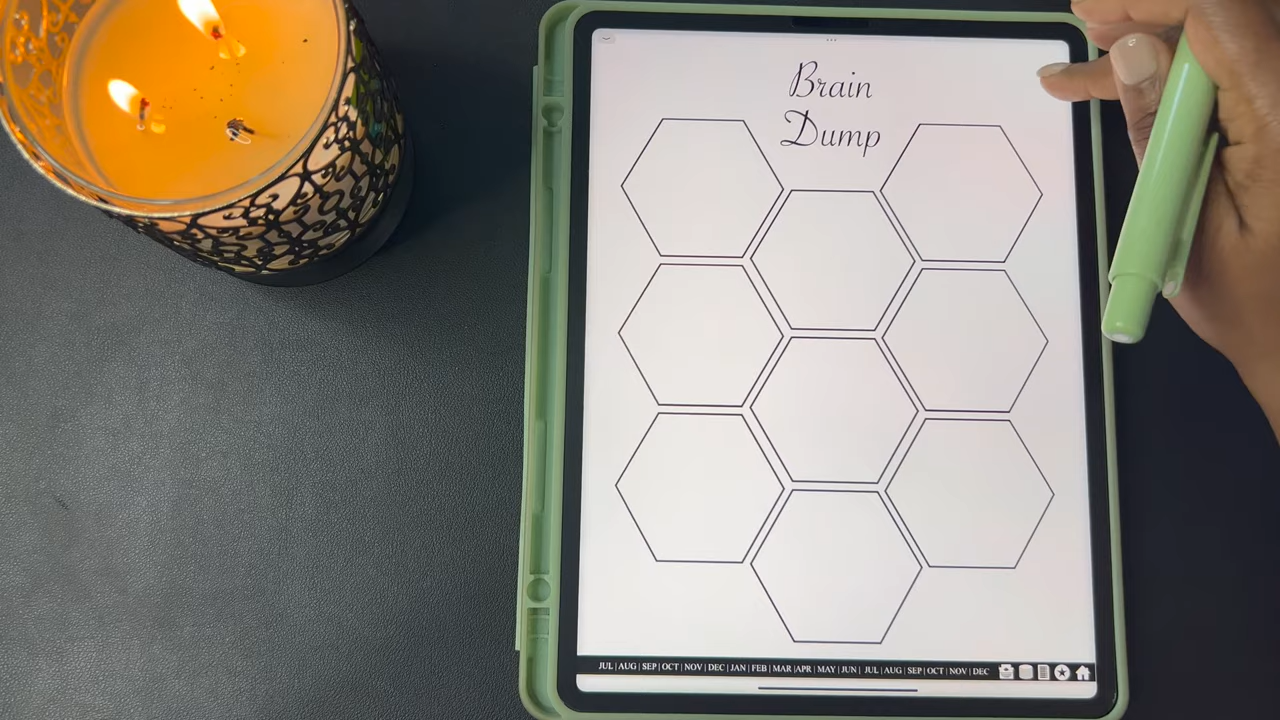 Brain
Dump
JUL | AUG | SEP | OCT | NOV | DEC | JAN | FEB | MAR |APR | MAY | JUN | JUL | AUG | SEP | OCT | NOV | DEC